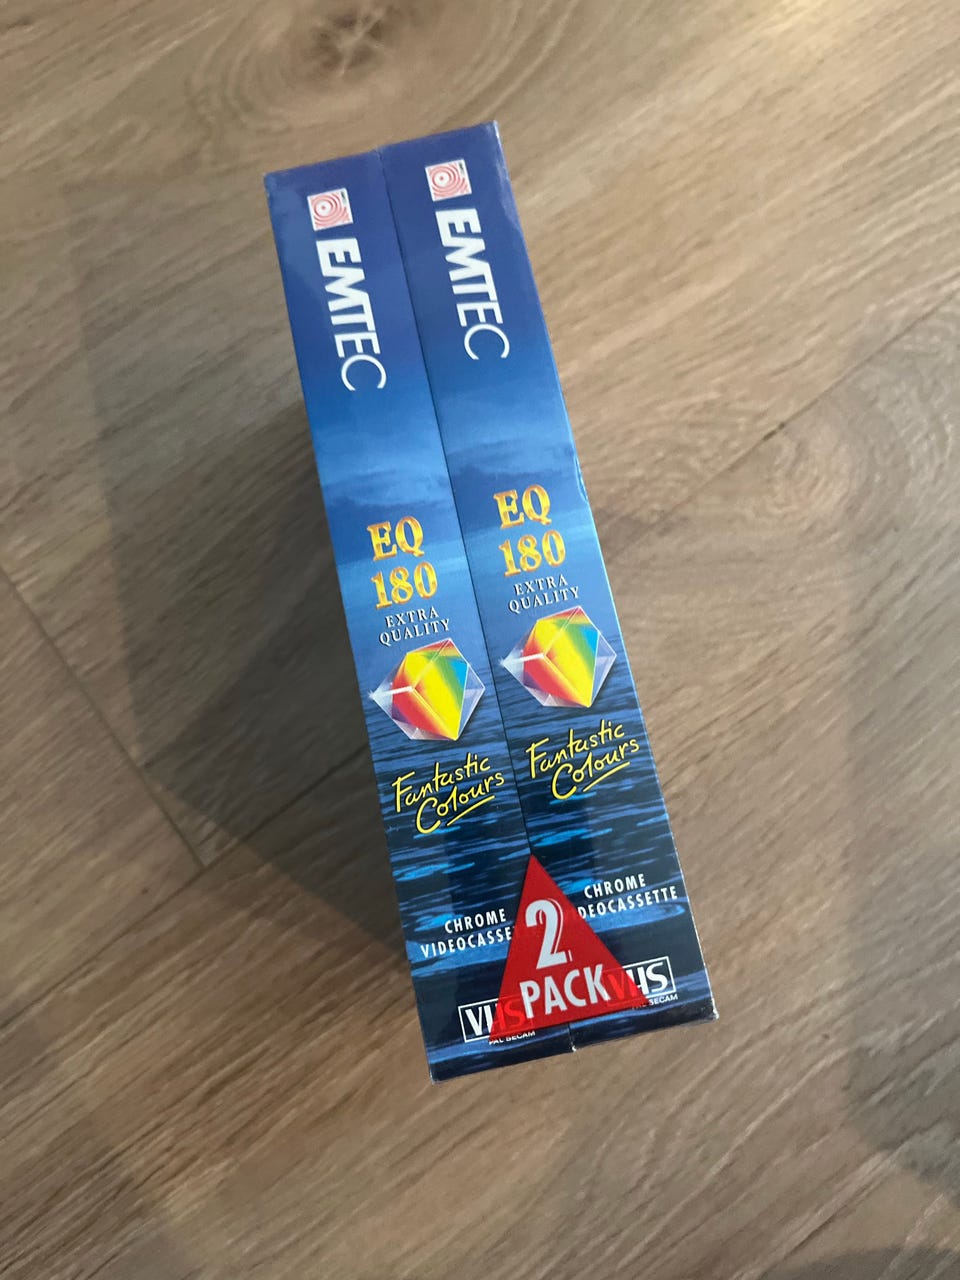 EMTEC
EQ
180
EXTRA
QUALITY
Fantastic
Colours
CHROME
VIDEOCASSE
VHS
PAL SECAM
EMTEC
EQ
180
EXTRA
QUALITY
Fantastic
Colours
CHROME
DEOCASSETTE
VHS
PAL SECAM
2
PACK